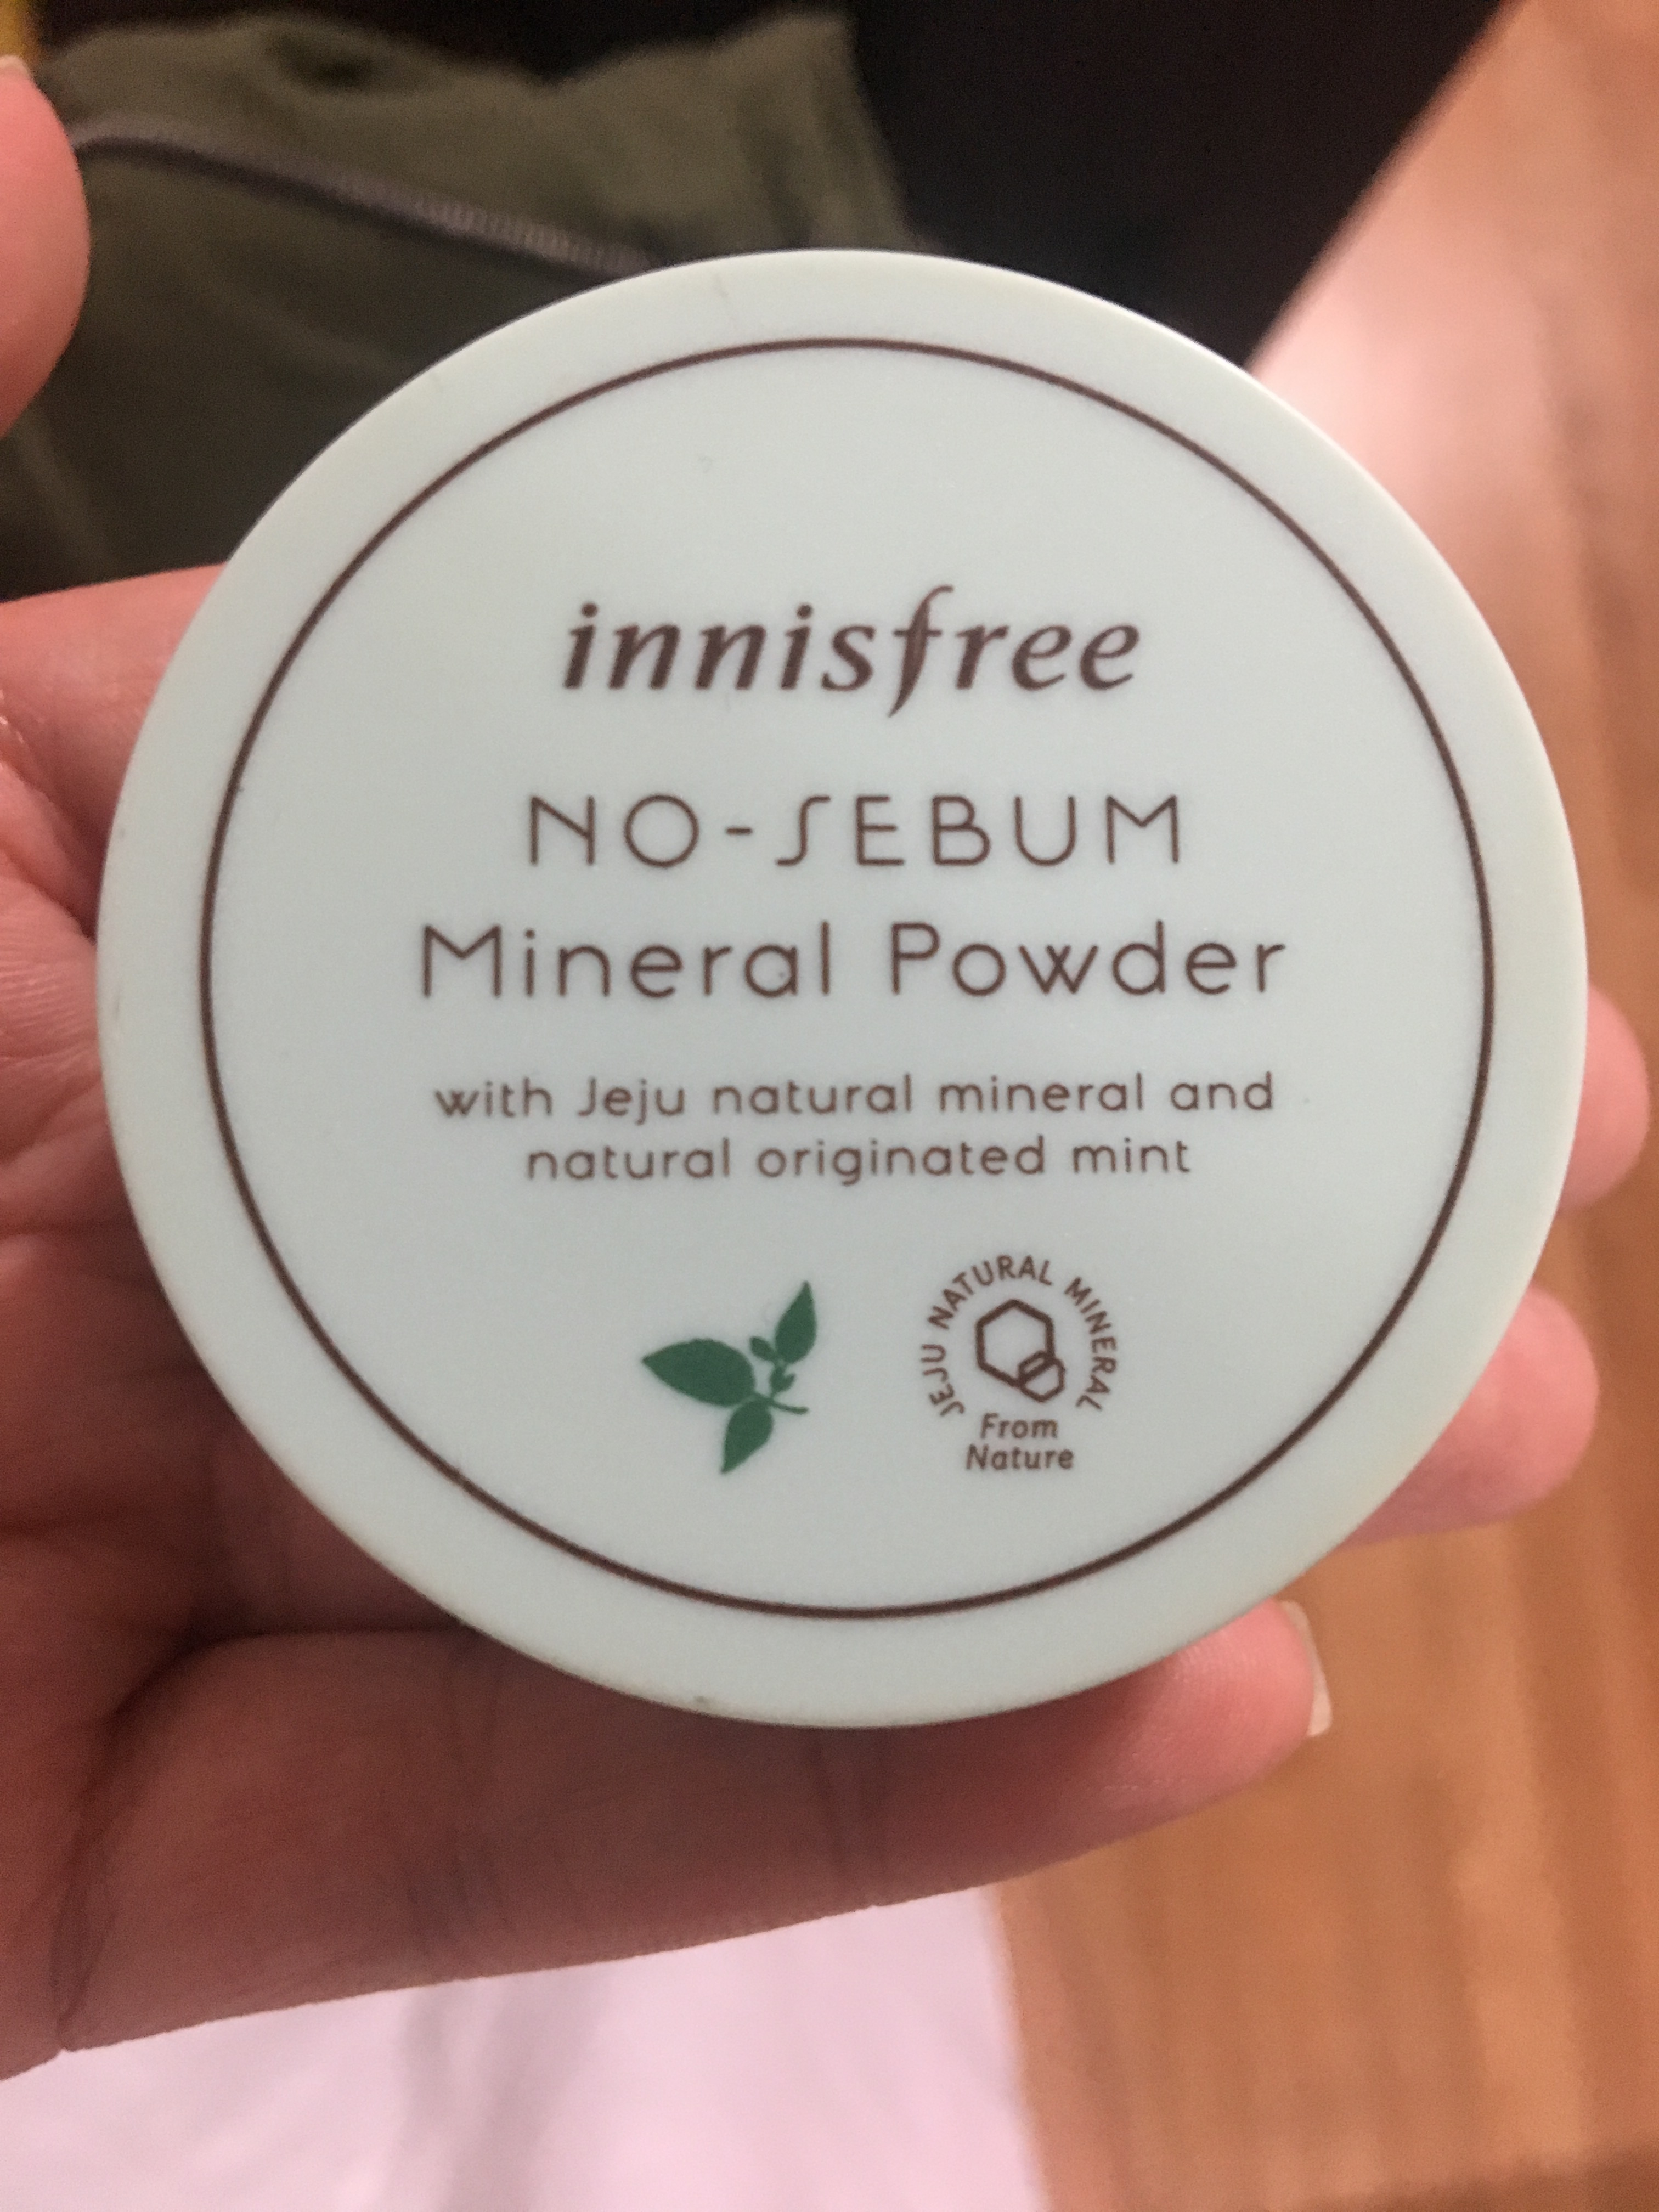 innisfree
NO-SEBUM
Mineral Powder
with Jeju natural mineral and
natural originated mint
JEJU NATURAL MINERAL
From
Nature